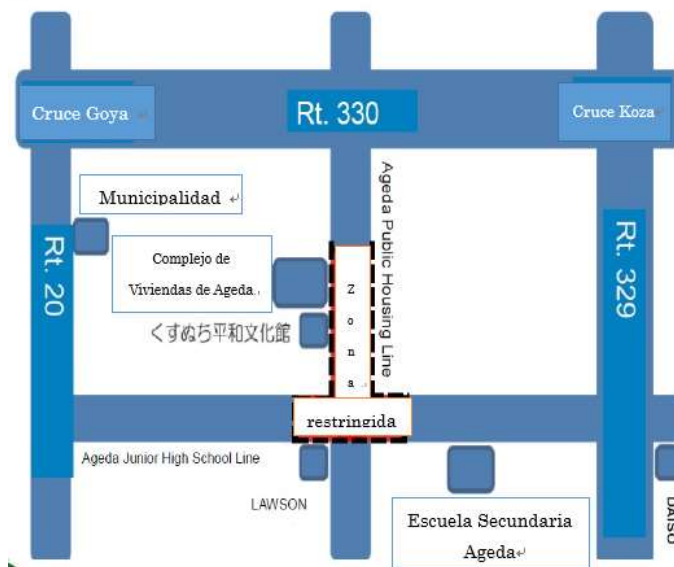 Cruce Goya
Rt. 330
Cruce Koza
Municipalidad
Ageda Public Housing Line
Rt. 20
Complejo de
Viviendas de Ageda
Rt. 329
くすぬち平和文化館
Zona
restringida
Ageda Junior High School Line
LAWSON
Escuela Secundaria
Ageda
DAISO